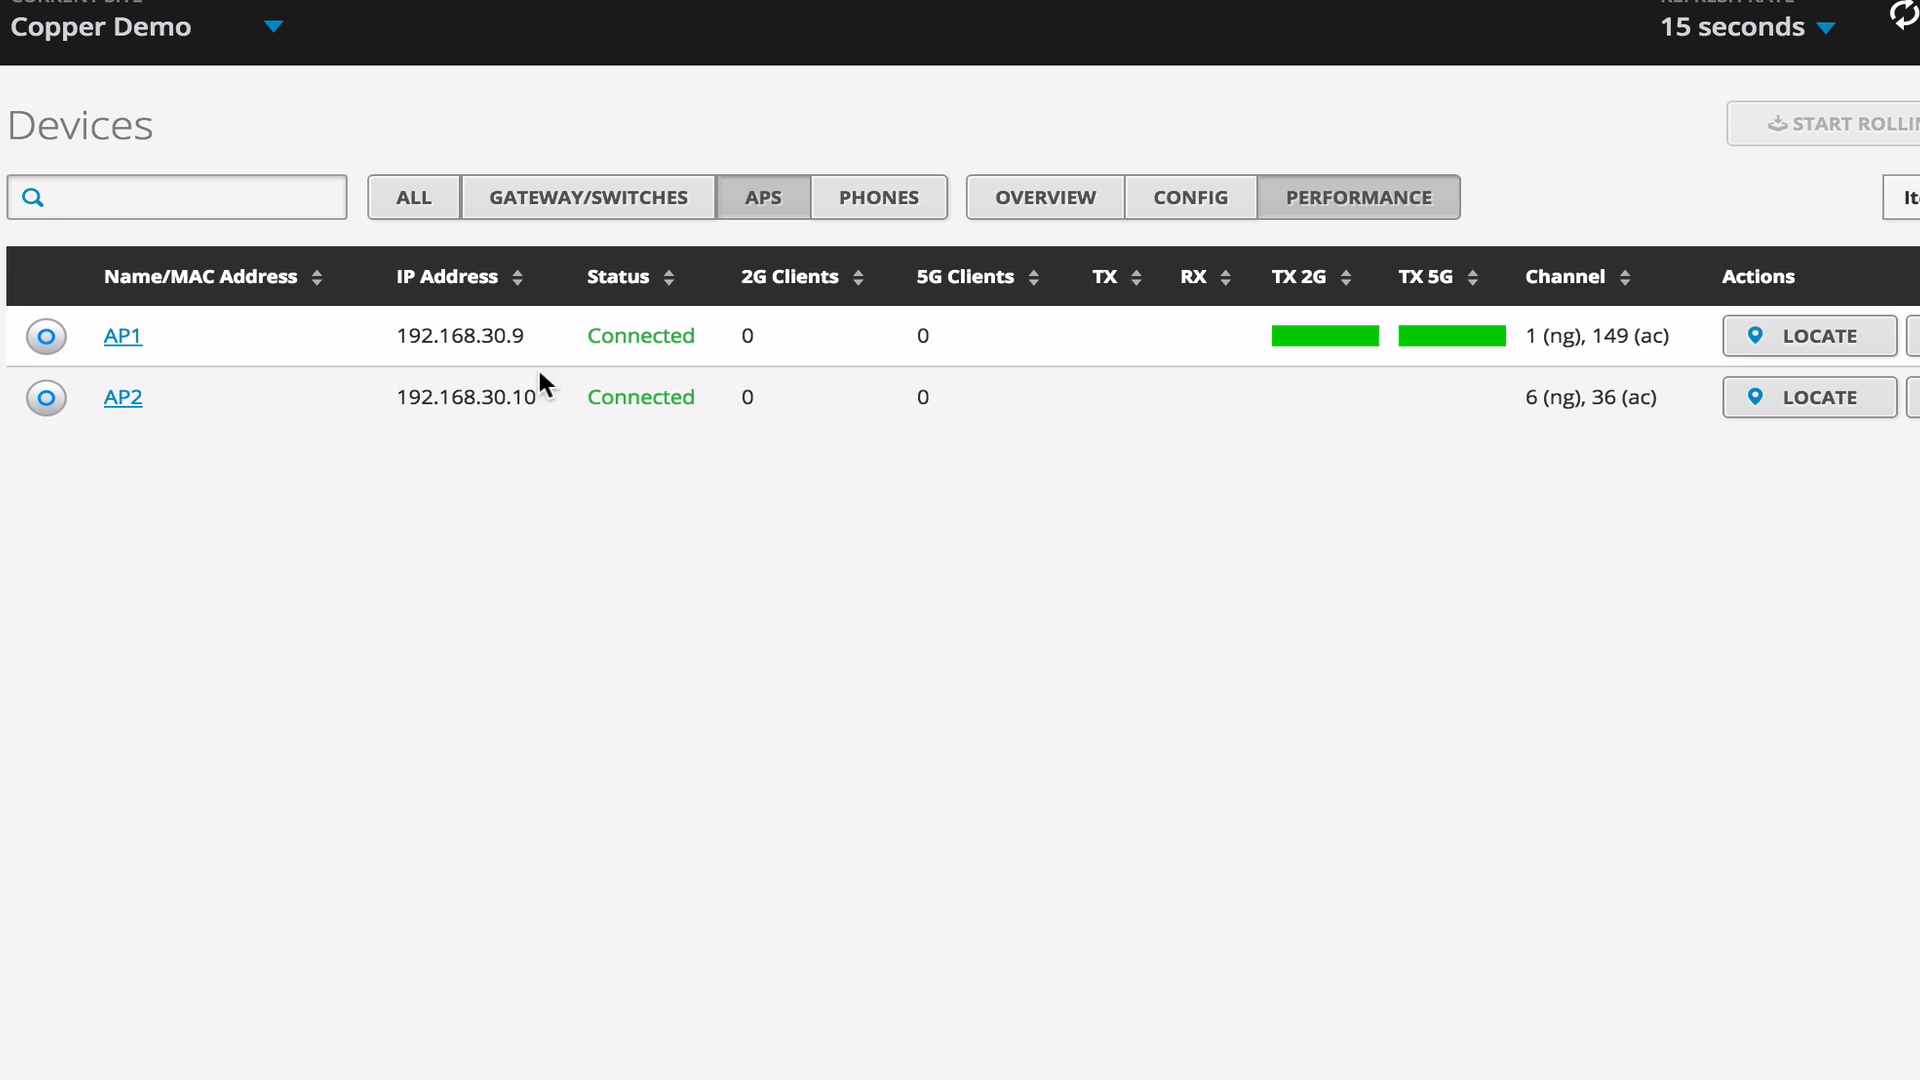 Copper Demo
15 seconds
Devices
START ROLLIN
ALL GATEWAY/SWITCHES APS PHONES OVERVIEW CONFIG PERFORMANCE
Name/MAC Address IP Address Status 2G Clients 5G Clients TX RX TX 2G TX 5G Channel Actions
AP1 192.168.30.9 Connected 0 0 1 (ng), 149 (ac) LOCATE
AP2 192.168.30.10 Connected 0 0 6 (ng), 36 (ac) LOCATE